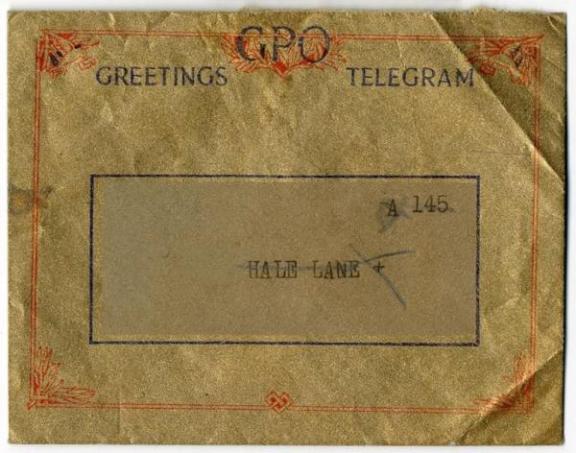 GPO
GREETINGS TELEGRAM
A 145
HALE LANE +